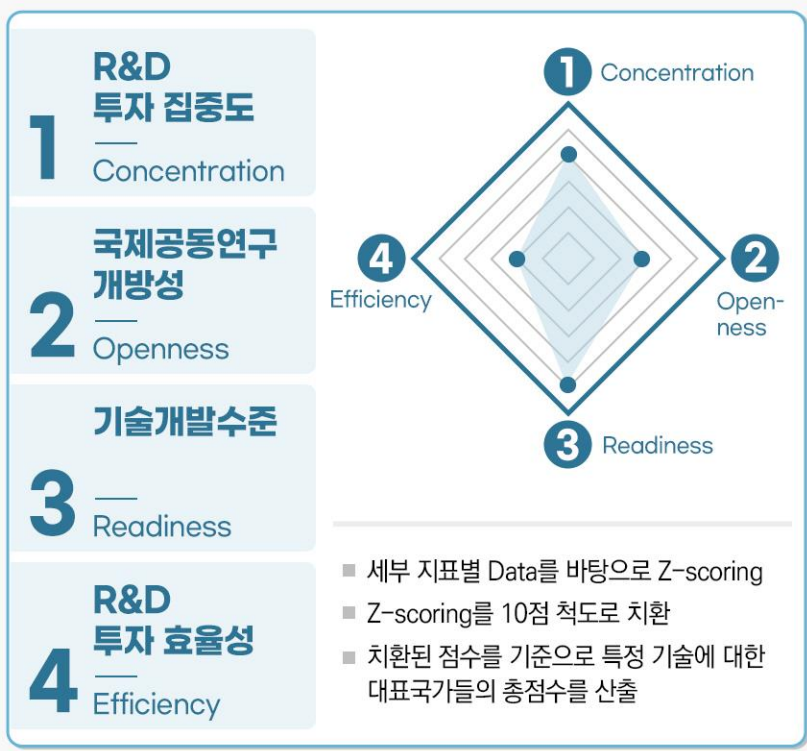 1
R&D
투자 집중도
Concentration
2
국제공동연구
개방성
Openness
3
기술개발수준
Readiness
4
R&D
투자 효율성
Efficiency
1 Concentration
2
Open-
ness
3 Readiness
4
Efficiency
■ 세부 지표별 Data를 바탕으로 Z-scoring
■ Z-scoring를 10점 척도로 치환
■ 치환된 점수를 기준으로 특정 기술에 대한
대표국가들의 총점수를 산출